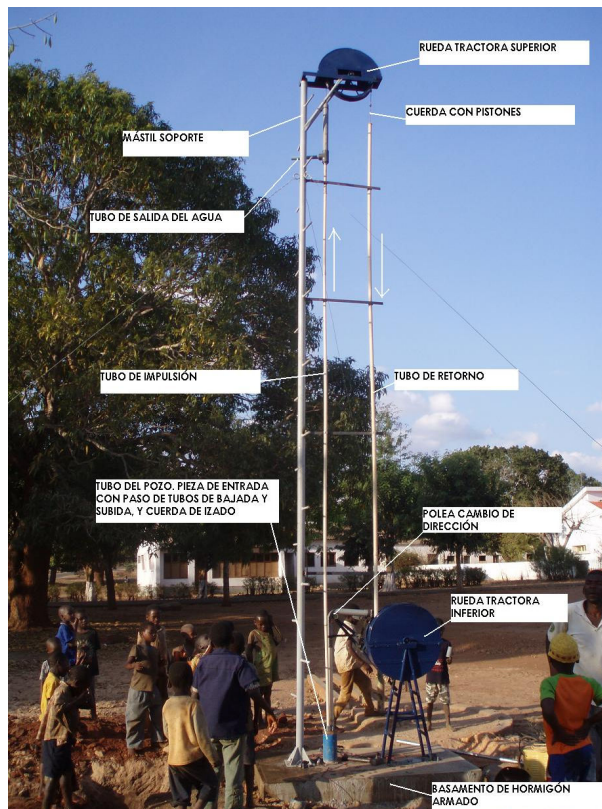 RUEDA TRACTORA SUPERIOR
CUERDA CON PISTONES
MÁSTIL SOPORTE
TUBO DE SALIDA DEL AGUA
TUBO DE IMPULSIÓN
TUBO DE RETORNO
TUBO DEL POZO. PIEZA DE ENTRADA
CON PASO DE TUBOS DE BAJADA Y
SUBIDA, Y CUERDA DE IZADO
POLEA CAMBIO DE
DIRECCIÓN
RUEDA TRACTORA
INFERIOR
BASAMENTO DE HORMIGÓN
ARMADO